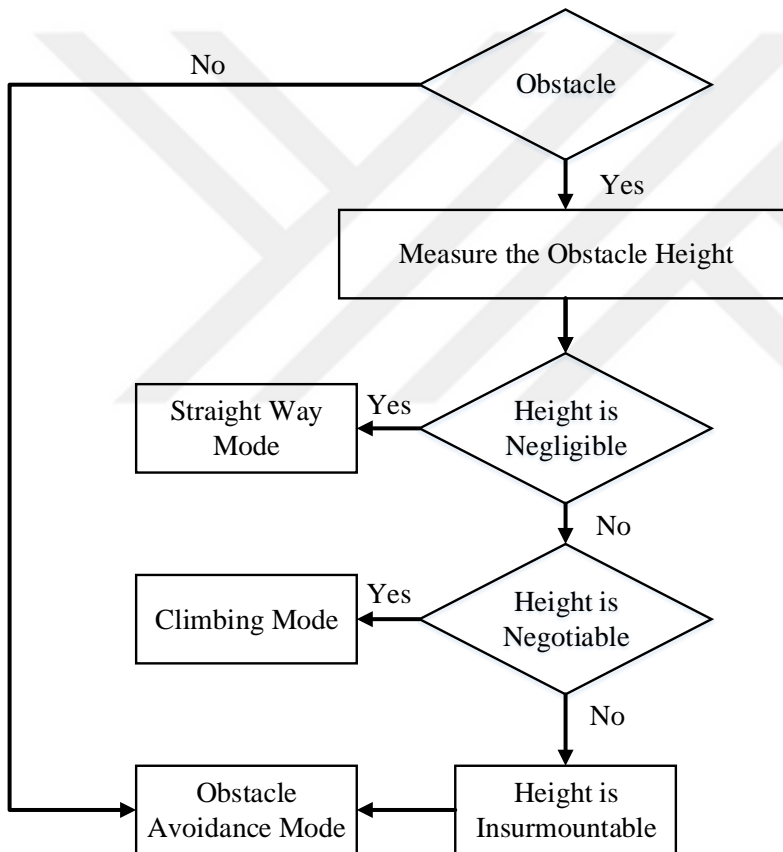 No
Obstacle
Yes
Measure the Obstacle Height
Straight Way
Mode
Yes
Height is
Negligible
No
Climbing Mode
Yes
Height is
Negotiable
No
Obstacle
Avoidance Mode
Height is
Insurmountable